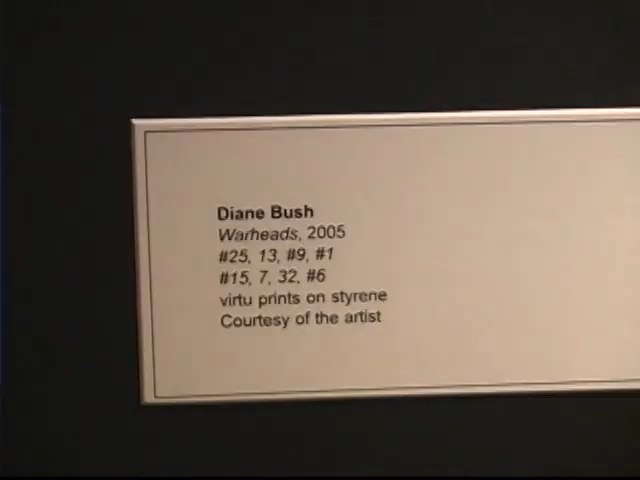 Diane Bush
Warheads, 2005
#25, 13, #9, #1
#15, 7, 32, #6
virtu prints on styrene
Courtesy of the artist